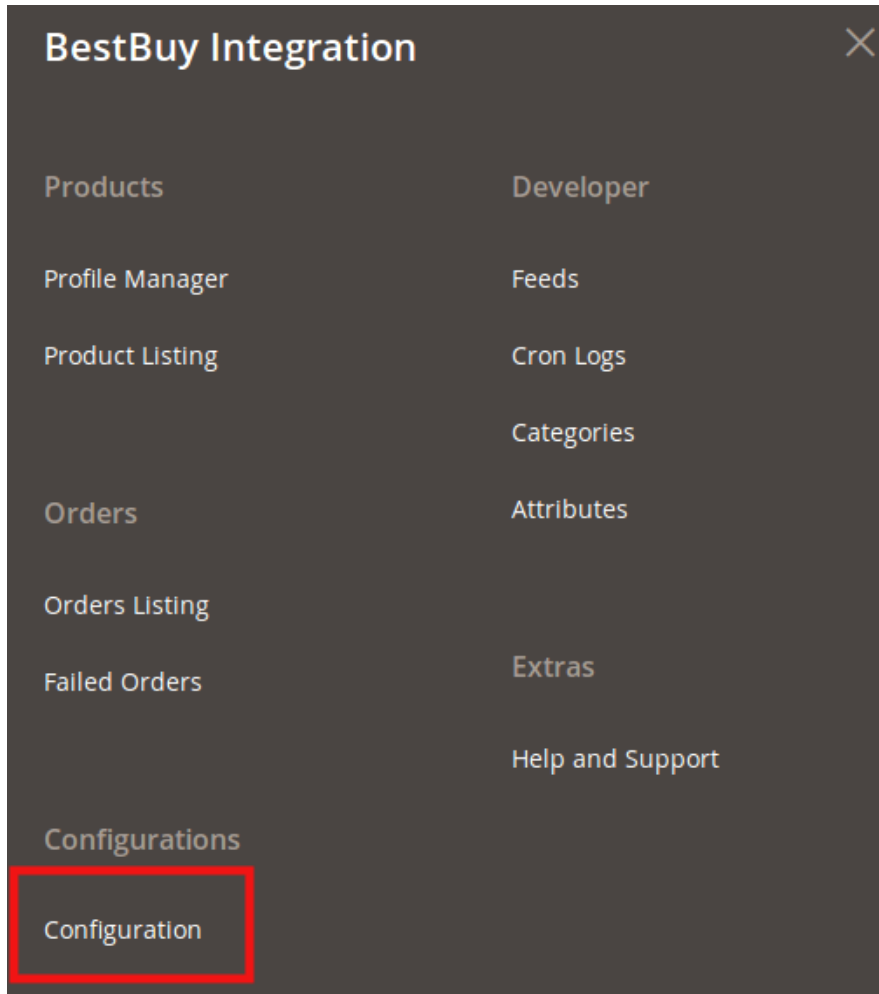 BestBuy Integration
Products
Profile Manager
Product Listing
Orders
Orders Listing
Failed Orders
Configurations
Configuration
Developer
Feeds
Cron Logs
Categories
Attributes
Extras
Help and Support